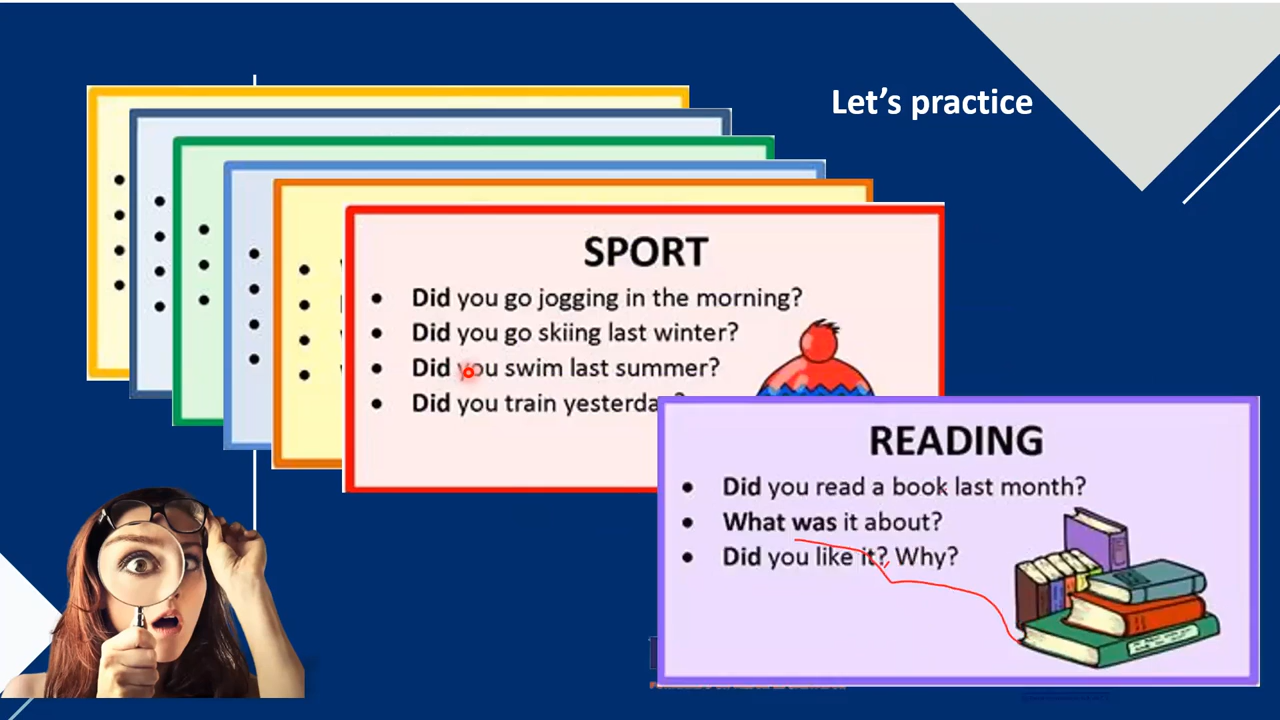 Let's practice
SPORT
• Did you go jogging in the morning?
• Did you go skiing last winter?
• Did you swim last summer?
• Did you train yesterday?
READING
• Did you read a book last month?
• What was it about?
• Did you like it? Why?